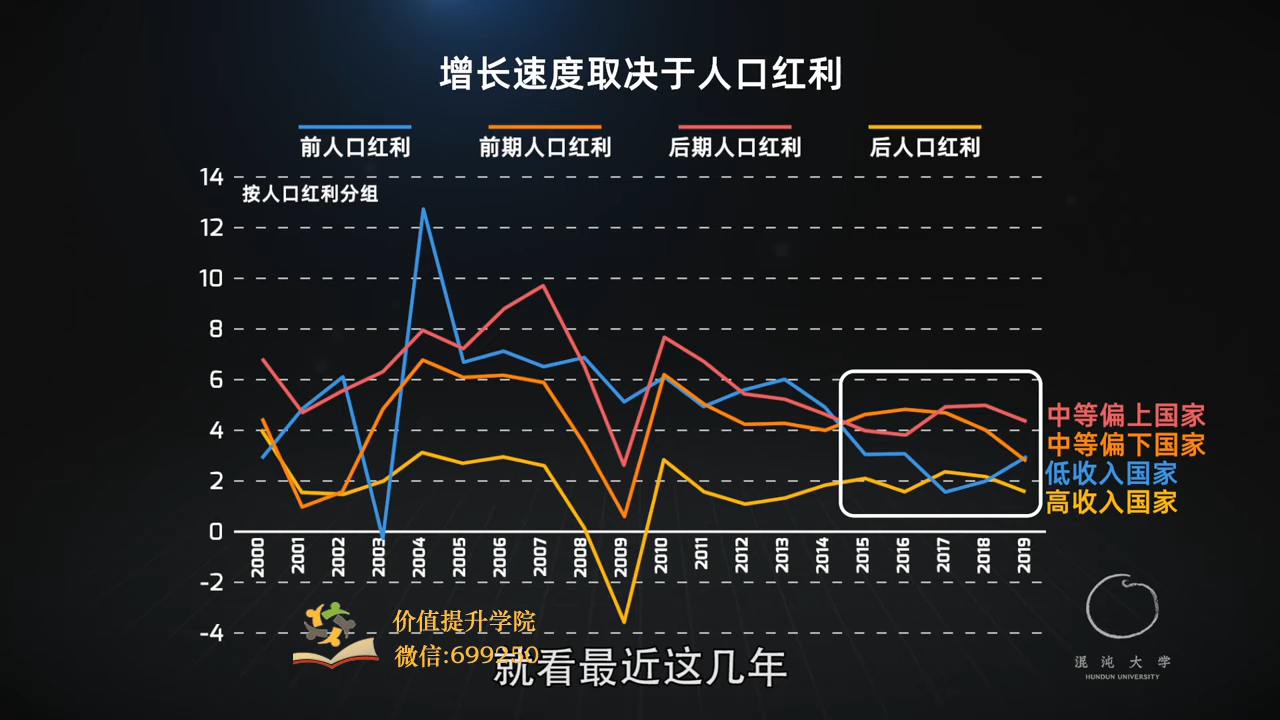 增长速度取决于人口红利
前人口红利 前期人口红利 后期人口红利 后人口红利
14
按人口红利分组
12
10
8
6
中等偏上国家
4
中等偏下国家
低收入国家
2
高收入国家
0
2000 2001 2002 2003 2004 2005 2006 2007 2008 2009 2010 2011 2012 2013 2014 2015 2016 2017 2018 2019
-2
价值提升学院
-4
微信:699250
就看最近这几年
混沌大学
HUNDUN UNIVERSITY